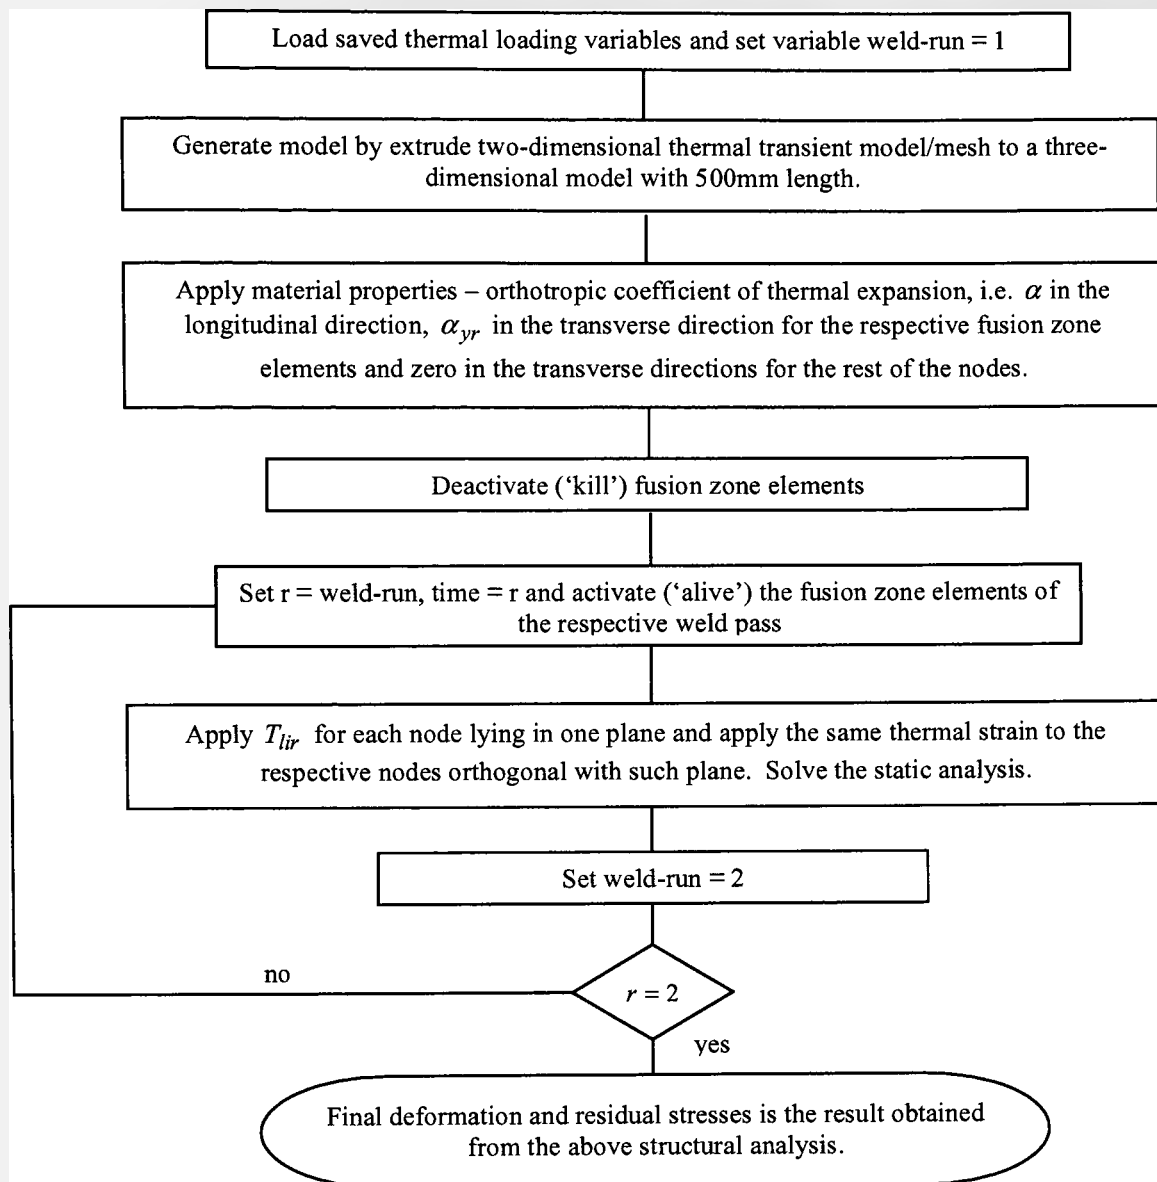 Load saved thermal loading variables and set variable weld-run = 1
Generate model by extrude two-dimensional thermal transient model/mesh to a three-
dimensional model with 500mm length.
Apply material properties – orthotropic coefficient of thermal expansion, i.e. α in the
longitudinal direction, α_yr in the transverse direction for the respective fusion zone
elements and zero in the transverse directions for the rest of the nodes.
Deactivate (‘kill’) fusion zone elements
Set r = weld-run, time = r and activate (‘alive’) the fusion zone elements of
the respective weld pass
Apply T_lir for each node lying in one plane and apply the same thermal strain to the
respective nodes orthogonal with such plane. Solve the static analysis.
Set weld-run = 2
no
r = 2
yes
Final deformation and residual stresses is the result obtained
from the above structural analysis.